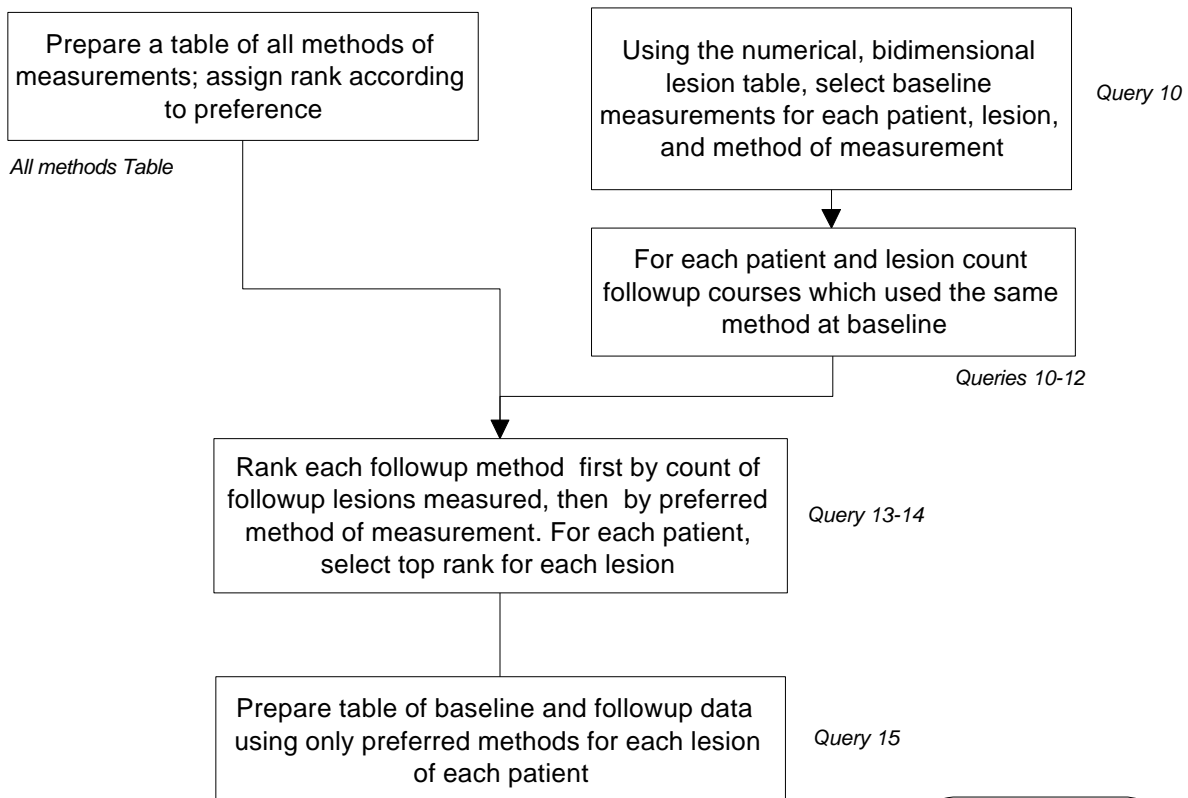 Prepare a table of all methods of
measurements; assign rank according
to preference
All methods Table
Using the numerical, bidimensional
lesion table, select baseline
measurements for each patient, lesion,
and method of measurement
Query 10
For each patient and lesion count
followup courses which used the same
method at baseline
Queries 10-12
Rank each followup method first by count of
followup lesions measured, then by preferred
method of measurement. For each patient,
select top rank for each lesion
Query 13-14
Prepare table of baseline and followup data
using only preferred methods for each lesion
of each patient
Query 15